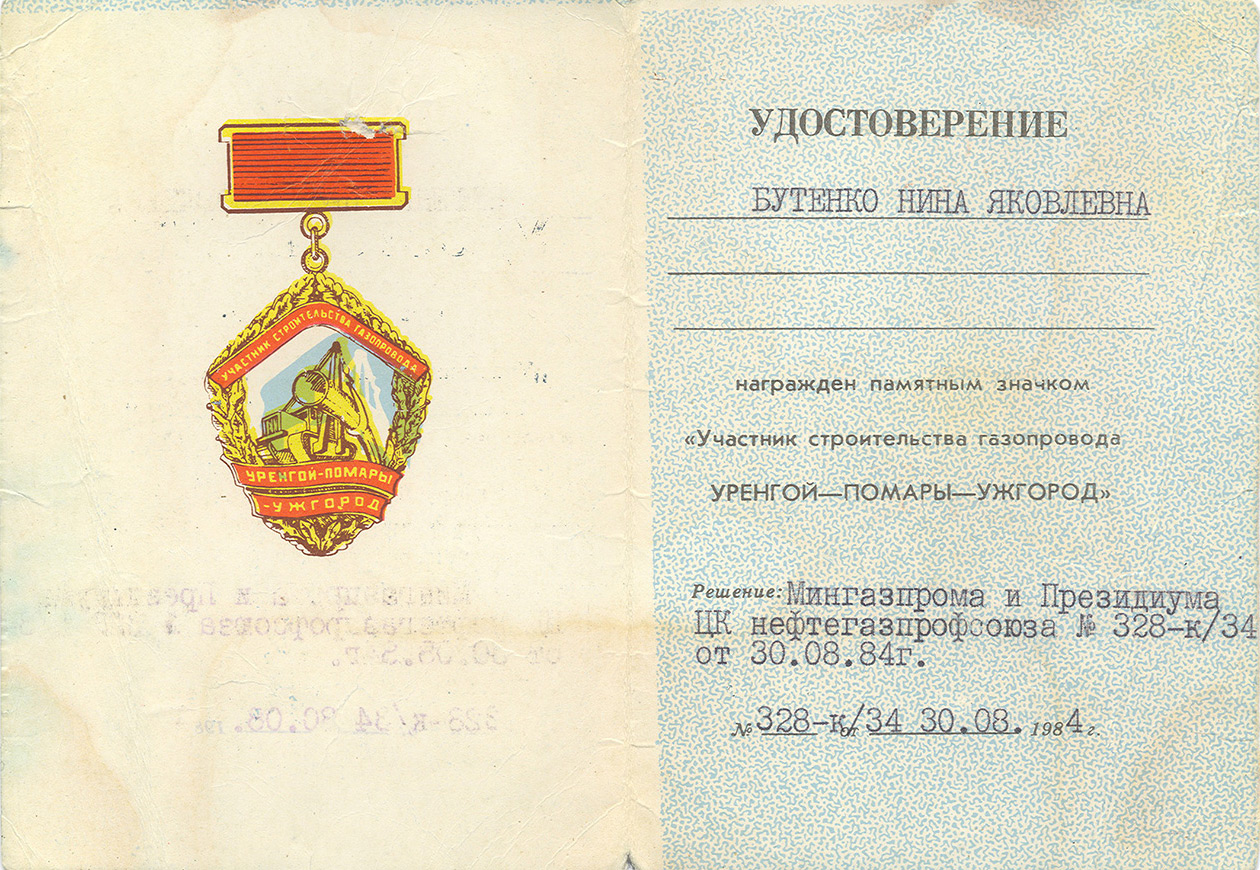 УЧАСТНИК СТРОИТЕЛЬСТВА ГАЗОПРОВОДА
УРЕНГОЙ-ПОМАРЫ
-УЖГОРОД
УДОСТОВЕРЕНИЕ
БУТЕНКО НИНА ЯКОВЛЕВНА
награжден памятным значком
«Участник строительства газопровода
УРЕНГОЙ—ПОМАРЫ—УЖГОРОД»
Решение: Мингазпрома и Президиума
ЦК нефтегазпрофсоюза № 328-к/34
от 30.08.84г.
№ 328-к/34 от 30.08. 1984 г.